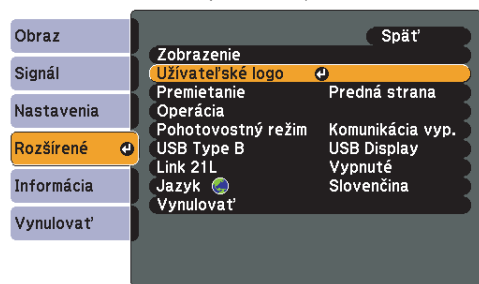 Obraz
Signál
Nastavenia
Rozšírené
Informácia
Vynulovať
Späť
Zobrazenie
Užívateľské logo
Premietanie Predná strana
Operácia
Pohotovostný režim Komunikácia vyp.
USB Type B USB Display
Link 21L Vypnuté
Jazyk Slovenčina
Vynulovať